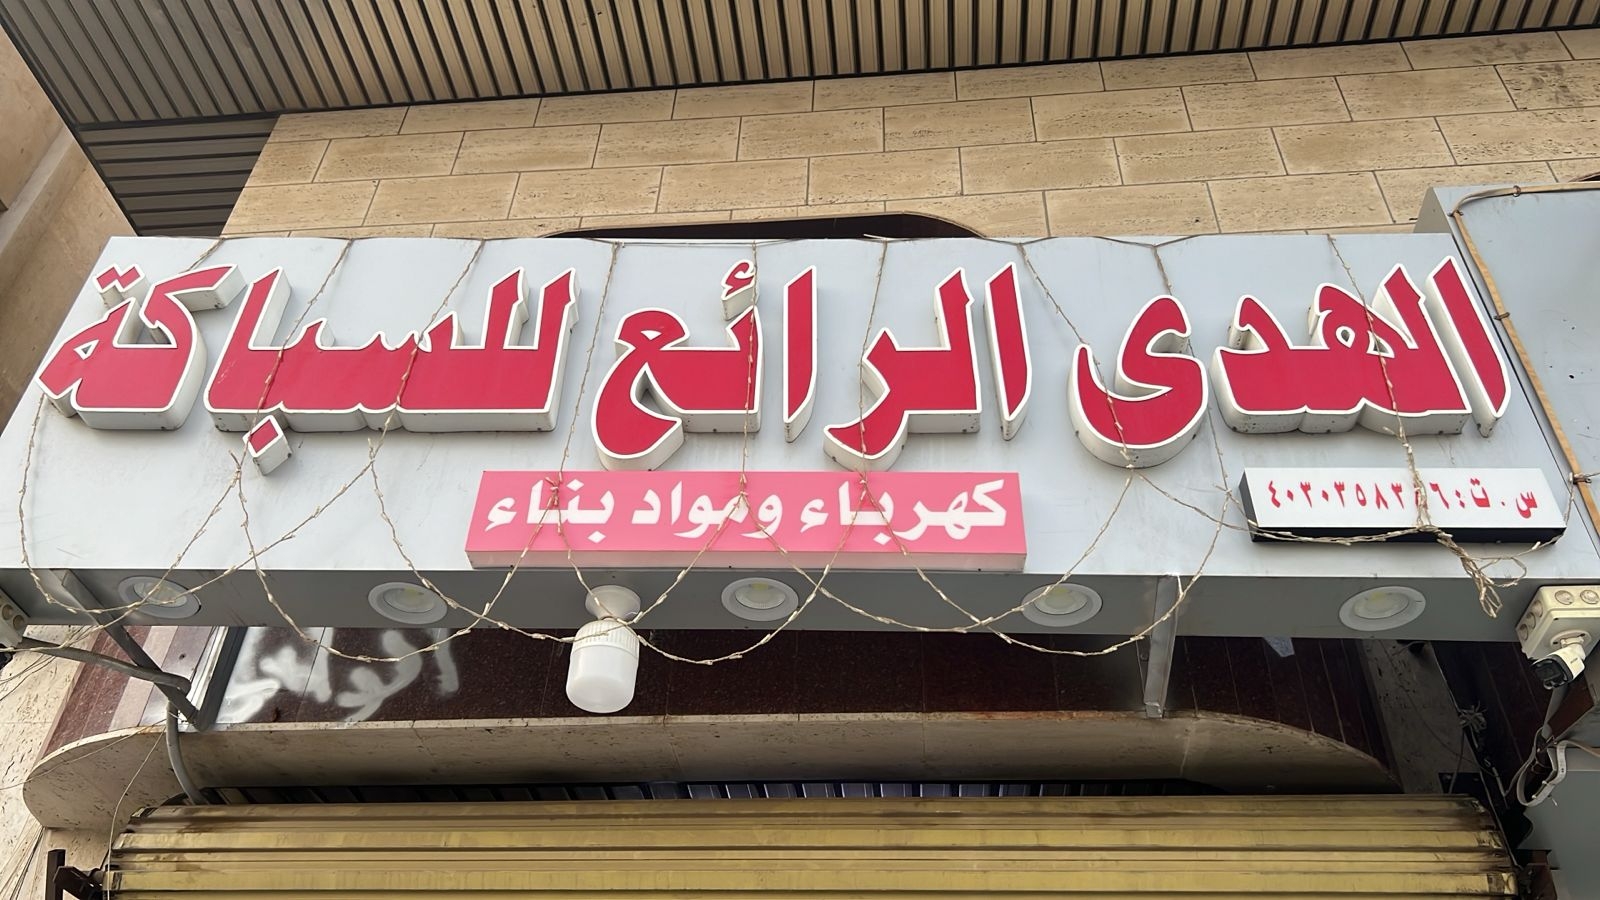 الهدى الرائع للسباكة
كهرباء ومواد بناء
س.ت: